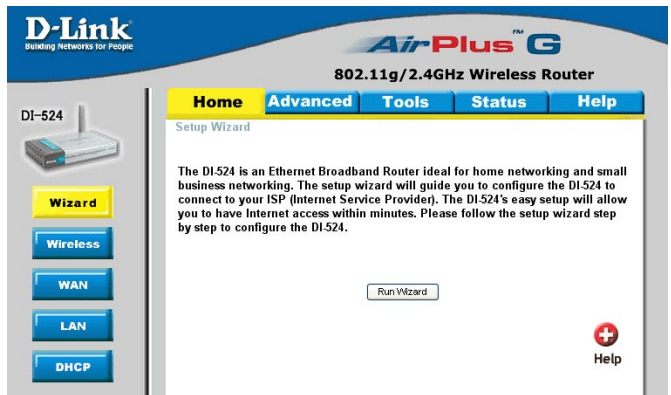 D-Link
Building Networks for People
AirPlus™ G
802.11g/2.4GHz Wireless Router
DI-524
Home Advanced Tools Status Help
Setup Wizard
The DI-524 is an Ethernet Broadband Router ideal for home networking and small
business networking. The setup wizard will guide you to configure the DI-524 to
connect to your ISP (Internet Service Provider). The DI-524's easy setup will allow
you to have Internet access within minutes. Please follow the setup wizard step
by step to configure the DI-524.
Wizard
Wireless
WAN
LAN
DHCP
Run Wizard
Help